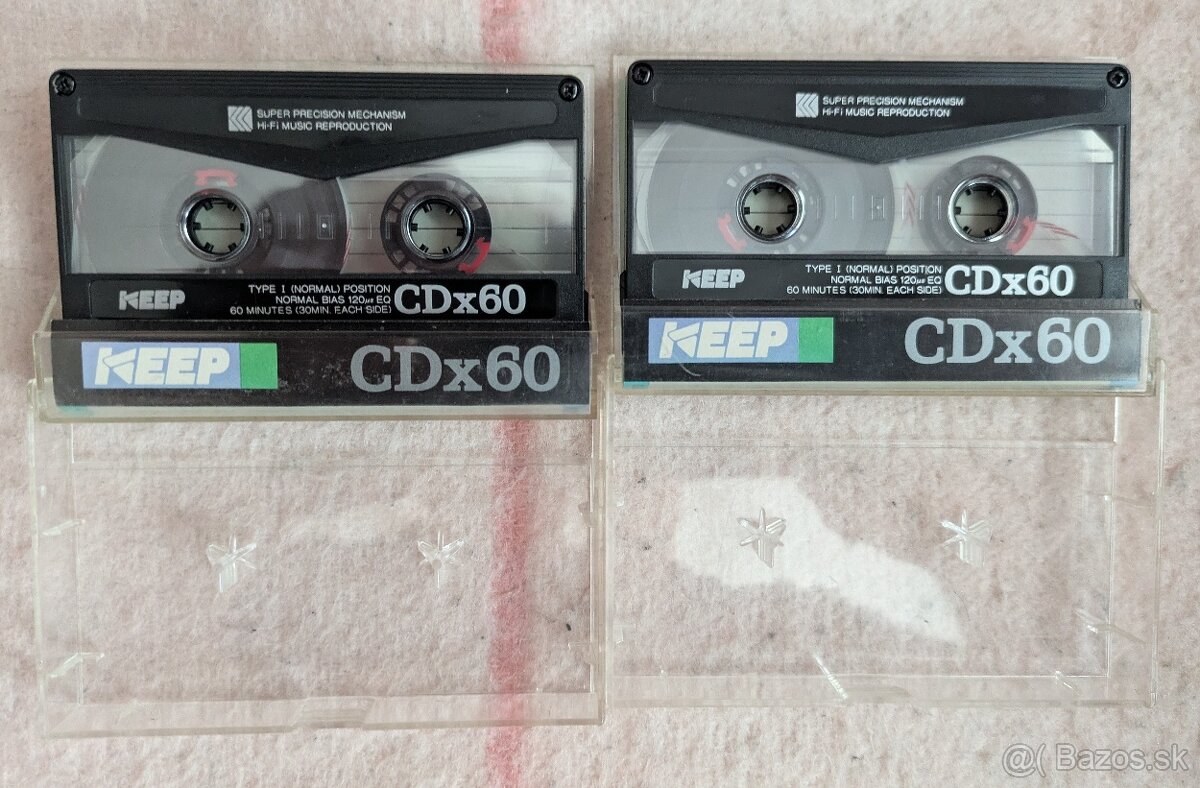 SUPER PRECISION MECHANISM
Hi-Fi MUSIC REPRODUCTION
KEEP
TYPE I (NORMAL) POSITION
NORMAL BIAS 120μs EQ
60 MINUTES (30MIN. EACH SIDE)
CDx60
KEEP
CDx60
SUPER PRECISION MECHANISM
Hi-Fi MUSIC REPRODUCTION
KEEP
TYPE I (NORMAL) POSITION
NORMAL BIAS 120μs EQ
60 MINUTES (30MIN. EACH SIDE)
CDx60
KEEP
CDx60
@( Bazos.sk